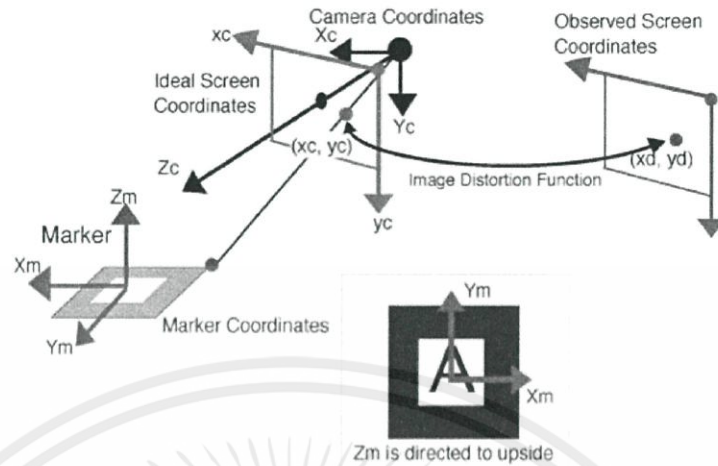 Camera Coordinates
xc
Xc
Observed Screen
Coordinates
Ideal Screen
Coordinates
Yc
(xc, yc)
(xd, yd)
Zc
Image Distortion Function
Zm
yc
Marker
Xm
Ym
Marker Coordinates
Ym
A
Xm
Zm is directed to upside